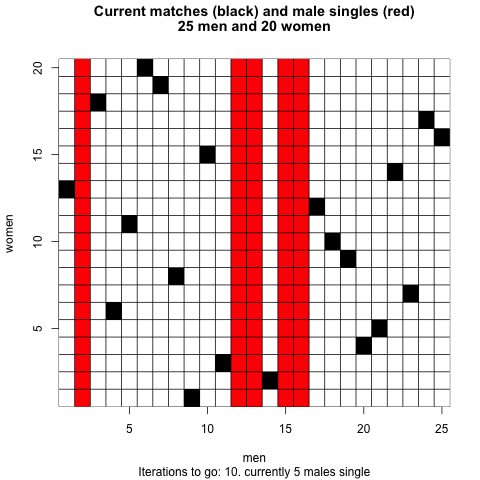 Current matches (black) and male singles (red)
25 men and 20 women
20
15
10
5
women
5 10 15 20 25
men
Iterations to go: 10. currently 5 males single